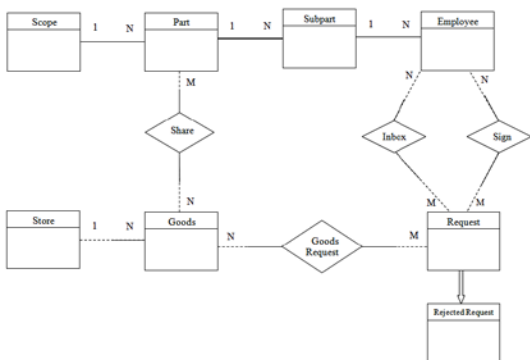 Scope
1
N
Part
1
N
Subpart
1
N
Employee
M
N
N
Share
Inbox
Sign
N
M
M
Store
1
N
Goods
N
Goods
Request
M
Request
Rejected Request